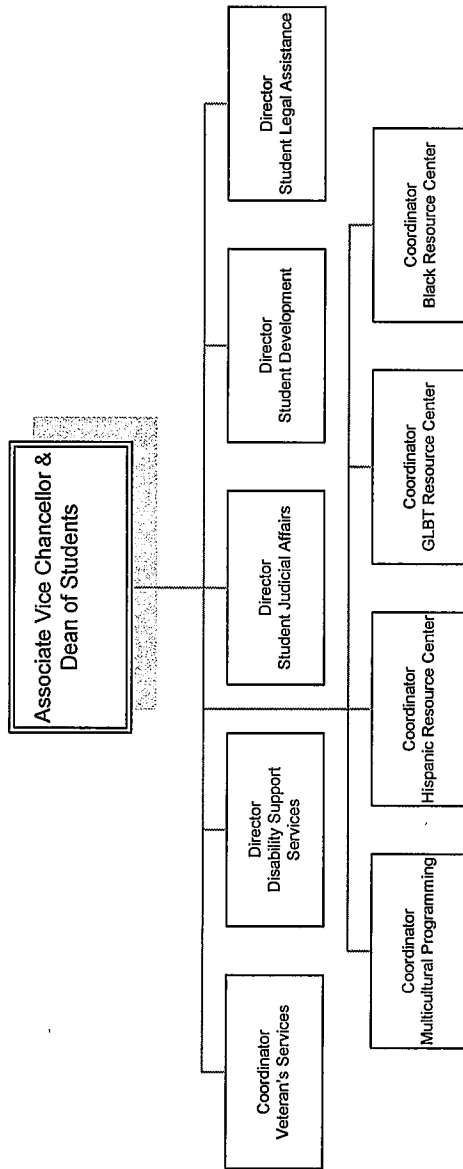 Associate Vice Chancellor &
Dean of Students
Coordinator
Veteran's Services
Director
Disability Support
Services
Director
Student Judicial Affairs
Director
Student Development
Director
Student Legal Assistance
Coordinator
Multicultural Programming
Coordinator
Hispanic Resource Center
Coordinator
GLBT Resource Center
Coordinator
Black Resource Center